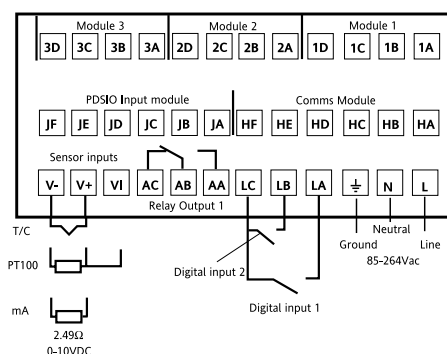 Module 3 Module 2 Module 1
3D 3C 3B 3A 2D 2C 2B 2A 1D 1C 1B 1A
PDSIO Input module Comms Module
JF JE JD JC JB JA HF HE HD HC HB HA
Sensor inputs
V- V+ VI AC AB AA LC LB LA N L
Relay Output 1
T/C
Neutral
Ground Line
85-264Vac
PT100
Digital input 2
Digital input 1
mA
2.49Ω
0-10VDC